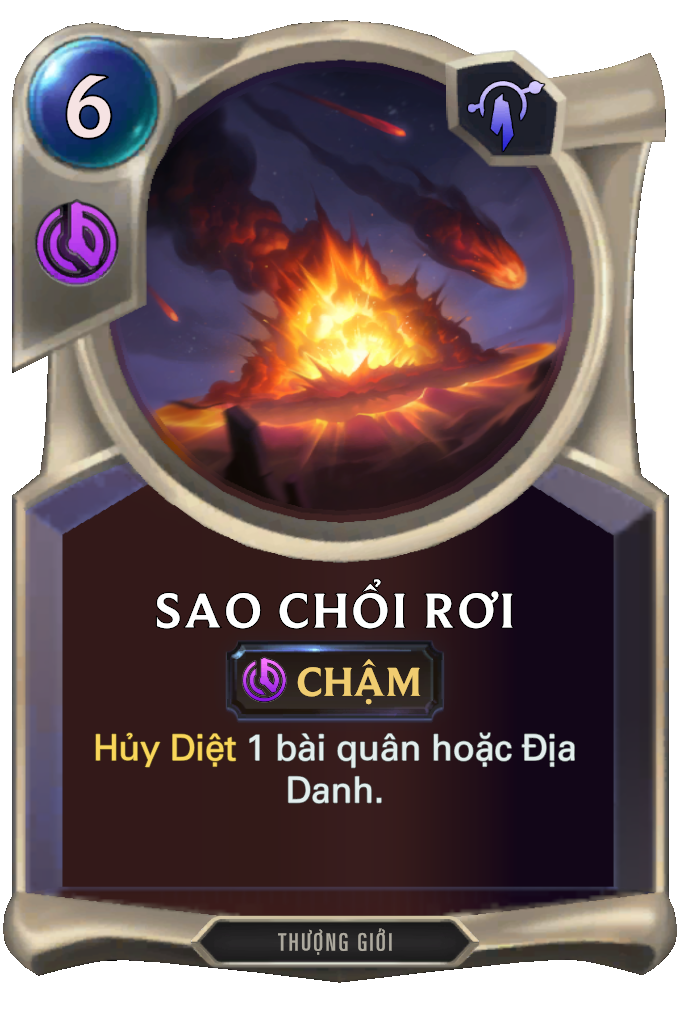 6
SAO CHỔI RƠI
CHẬM
Hủy Diệt 1 bài quân hoặc Địa
Danh.
THƯỢNG GIỚI